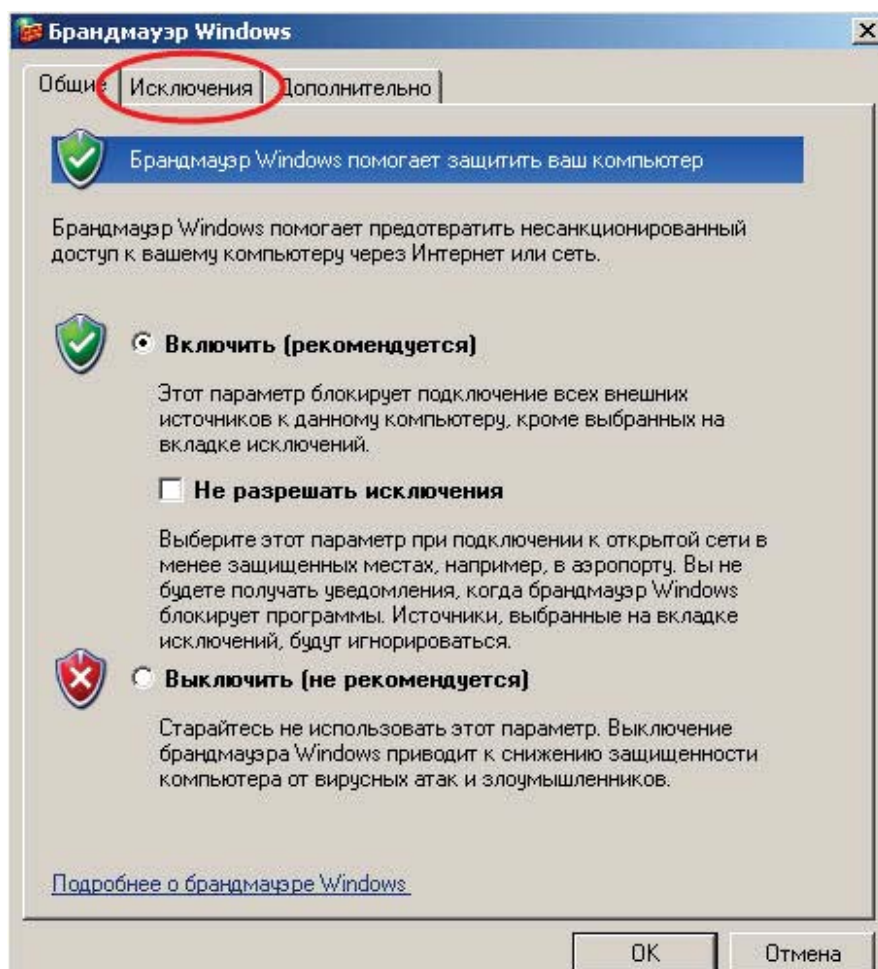 Брандмауэр Windows
Общие
Исключения
Дополнительно
Брандмауэр Windows помогает защитить ваш компьютер
Брандмауэр Windows помогает предотвратить несанкционированный
доступ к вашему компьютеру через Интернет или сеть.
Включить (рекомендуется)
Этот параметр блокирует подключение всех внешних
источников к данному компьютеру, кроме выбранных на
вкладке исключений.
Не разрешать исключения
Выберите этот параметр при подключении к открытой сети в
менее защищенных местах, например, в аэропорту. Вы не
будете получать уведомления, когда брандмауэр Windows
блокирует программы. Источники, выбранные на вкладке
исключений, будут игнорироваться.
Выключить (не рекомендуется)
Старайтесь не использовать этот параметр. Выключение
брандмауэра Windows приводит к снижению защищенности
компьютера от вирусных атак и злоумышленников.
Подробнее о брандмауэре Windows
OK
Отмена